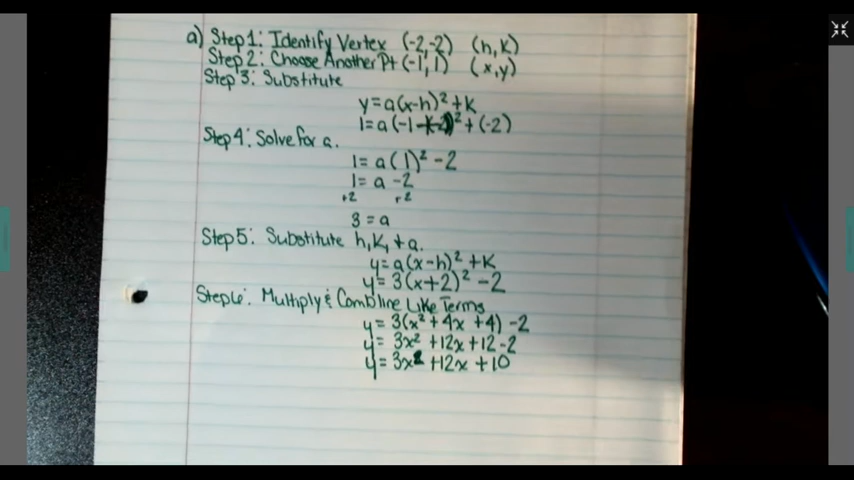 a) Step 1: Identify Vertex (-2,-2) (h,K)
Step 2: Choose Another Pt (-1,1) (x,y)
Step 3: Substitute
y=a(x-h)²+K
1=a(-1-(-2))²+(-2)
Step 4: Solve for a.
1=a(1)²-2
1=a-2
+2 +2
3=a
Step 5: Substitute h,K,+a.
y=a(x-h)²+K
y=3(x+2)²-2
Step 6: Multiply & Combline Like Terms
y=3(x²+4x+4)-2
y=3x²+12x+12-2
y=3x²+12x+10